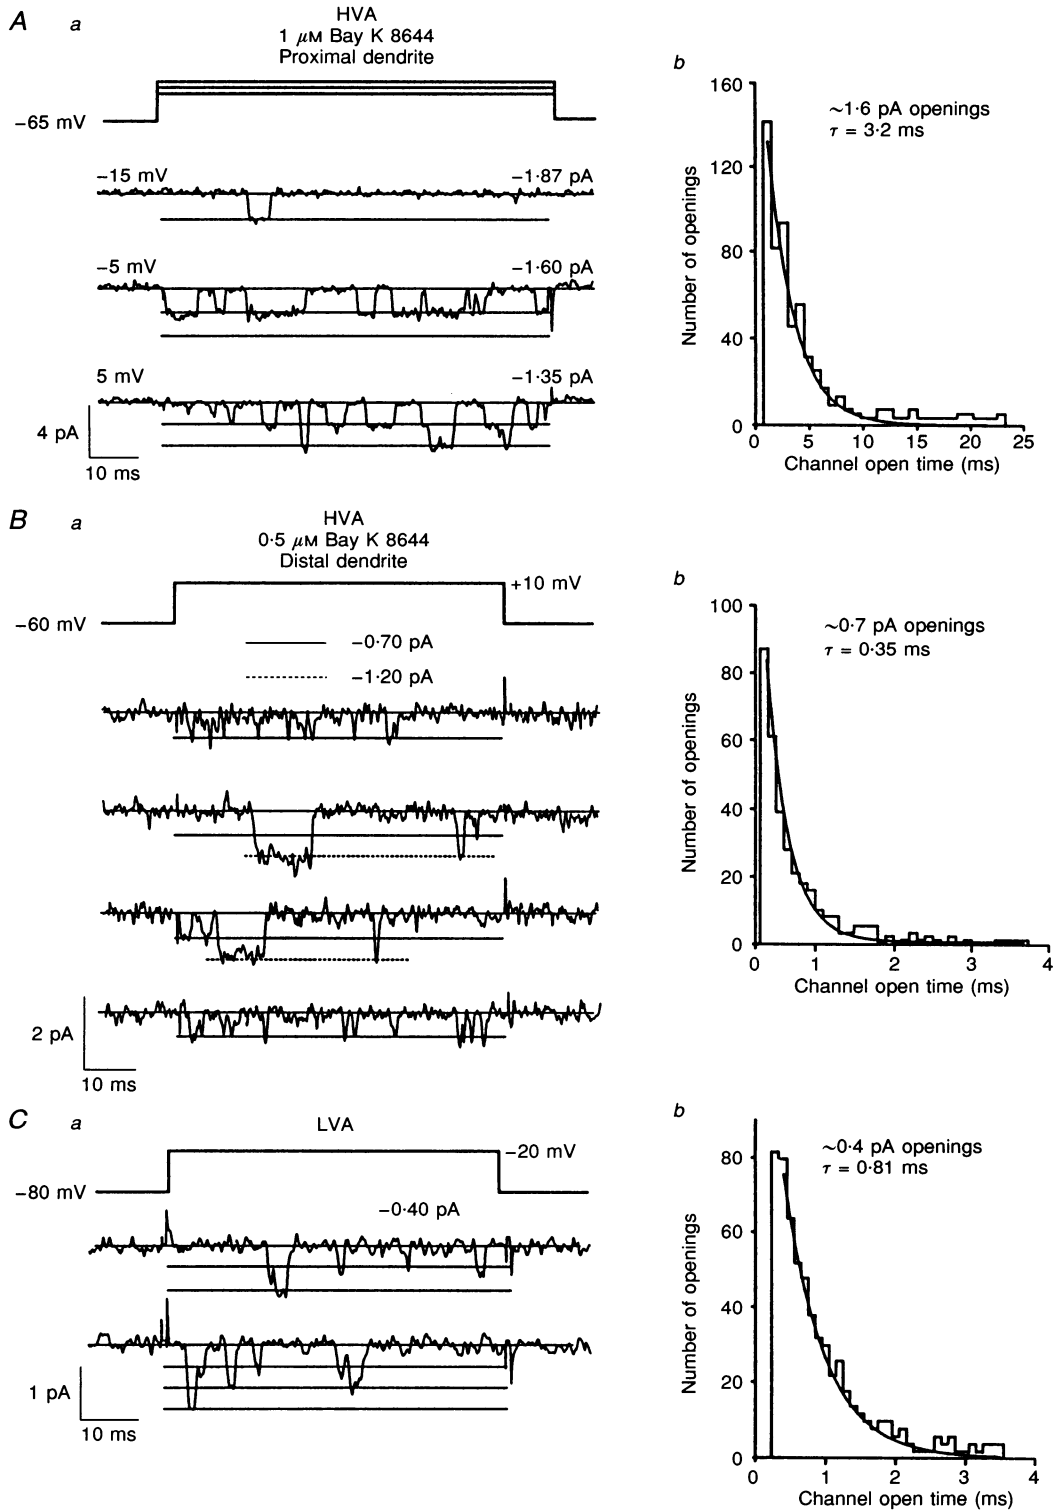 A
a
HVA
1 μM Bay K 8644
Proximal dendrite
−65 mV
−15 mV
−1·87 pA
−5 mV
−1·60 pA
5 mV
−1·35 pA
4 pA
10 ms
b
160
120
80
40
0
Number of openings
~1·6 pA openings
τ = 3·2 ms
0
5
10
15
20
25
Channel open time (ms)
B
a
HVA
0·5 μM Bay K 8644
Distal dendrite
+10 mV
−60 mV
−0·70 pA
−1·20 pA
2 pA
10 ms
b
100
80
60
40
20
0
Number of openings
~0·7 pA openings
τ = 0·35 ms
0
1
2
3
4
Channel open time (ms)
C
a
LVA
−20 mV
−80 mV
−0·40 pA
1 pA
10 ms
b
80
60
40
20
0
Number of openings
~0·4 pA openings
τ = 0·81 ms
0
1
2
3
4
Channel open time (ms)